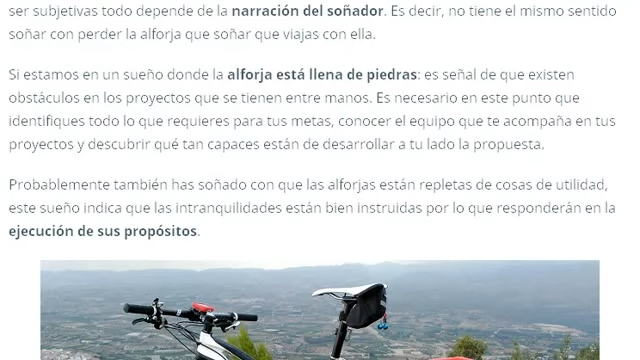 ser subjetivas todo depende de la narración del soñador. Es decir, no tiene el mismo sentido
soñar con perder la alforja que soñar que viajas con ella.
Si estamos en un sueño donde la alforja está llena de piedras: es señal de que existen
obstáculos en los proyectos que se tienen entre manos. Es necesario en este punto que
identifiques todo lo que requieres para tus metas, conocer el equipo que te acompaña en tus
proyectos y descubrir qué tan capaces están de desarrollar a tu lado la propuesta.
Probablemente también has soñado con que las alforjas están repletas de cosas de utilidad,
este sueño indica que las intranquilidades están bien instruidas por lo que responderán en la
ejecución de sus propósitos.